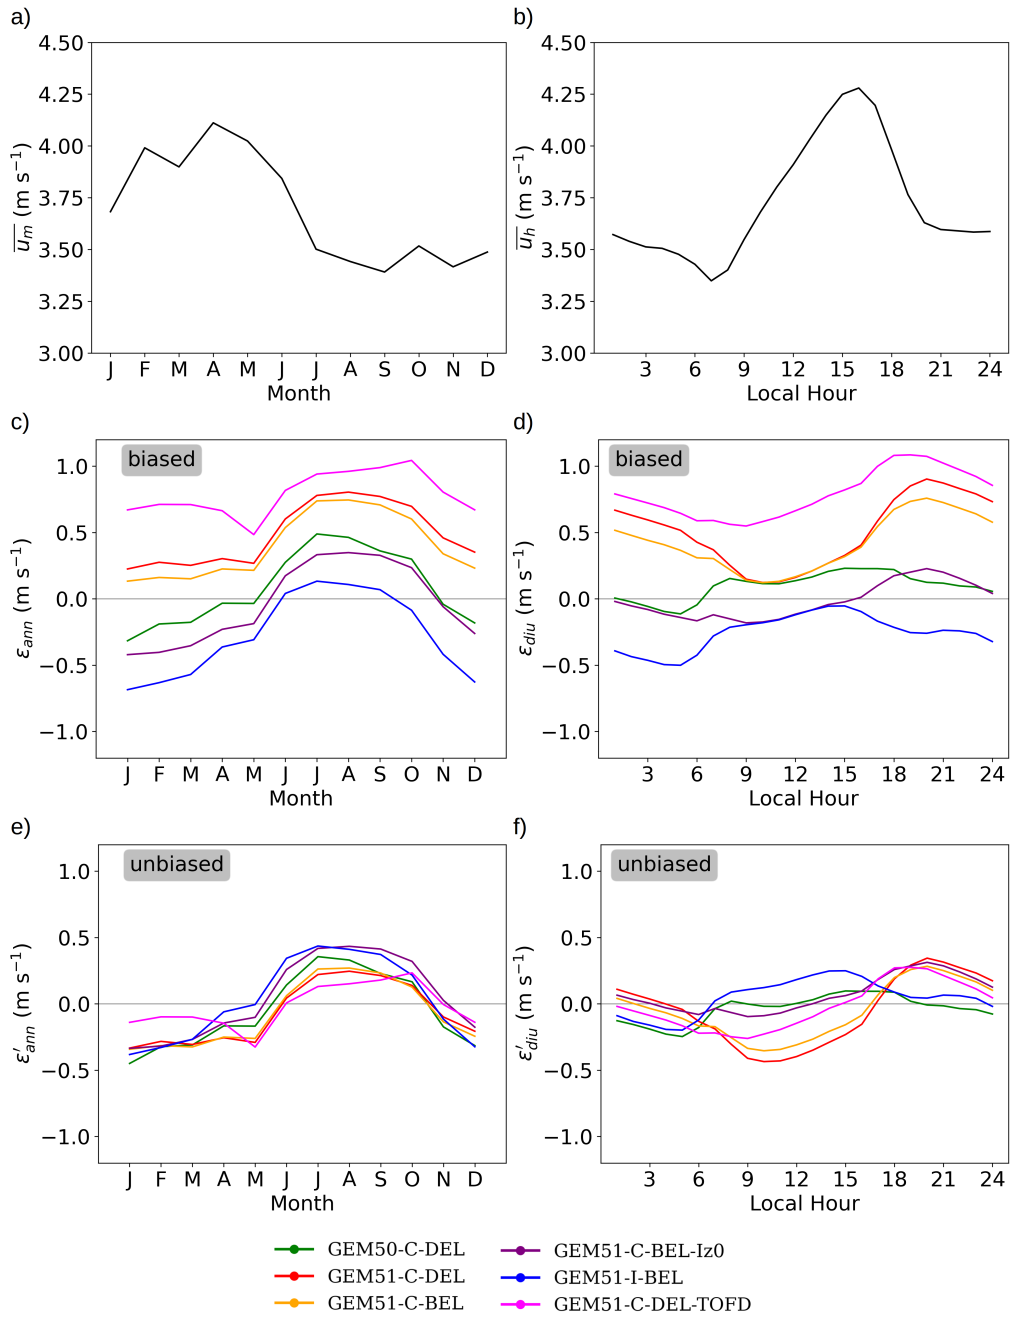 a)
4.50
4.25
4.00
3.75
3.50
3.25
3.00
u̅ₘ (m s⁻¹)
J F M A M J J A S O N D
Month
b)
4.50
4.25
4.00
3.75
3.50
3.25
3.00
u̅ₕ (m s⁻¹)
3 6 9 12 15 18 21 24
Local Hour
c)
biased
1.0
0.5
0.0
−0.5
−1.0
ε_ann (m s⁻¹)
J F M A M J J A S O N D
Month
d)
biased
1.0
0.5
0.0
−0.5
−1.0
ε_diu (m s⁻¹)
3 6 9 12 15 18 21 24
Local Hour
e)
unbiased
1.0
0.5
0.0
−0.5
−1.0
ε′_ann (m s⁻¹)
J F M A M J J A S O N D
Month
f)
unbiased
1.0
0.5
0.0
−0.5
−1.0
ε′_diu (m s⁻¹)
3 6 9 12 15 18 21 24
Local Hour
GEM50-C-DEL
GEM51-C-DEL
GEM51-C-BEL
GEM51-C-BEL-Iz0
GEM51-I-BEL
GEM51-C-DEL-TOFD